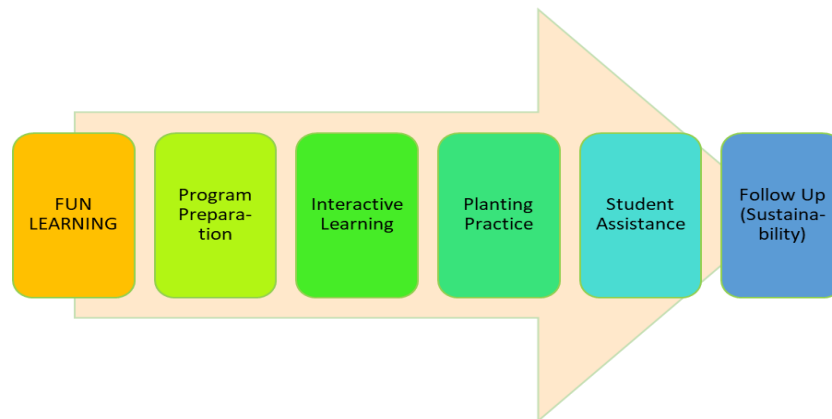 FUN
LEARNING
Program
Prepara-
tion
Interactive
Learning
Planting
Practice
Student
Assistance
Follow Up
(Sustaina-
bility)